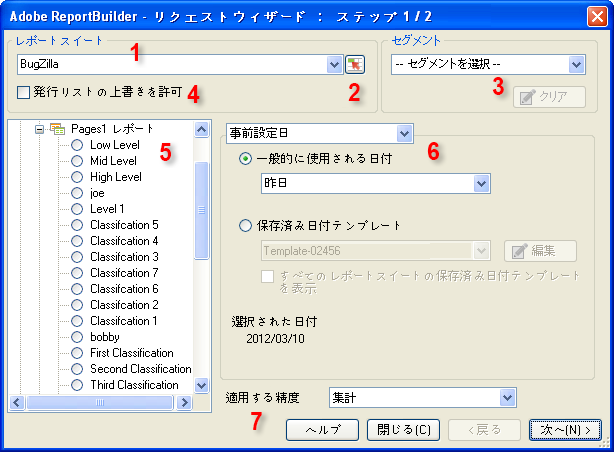 Adobe ReportBuilder - リクエストウィザード : ステップ 1 / 2
レポートスイート
1
BugZilla
2
発行リストの上書きを許可
4
セグメント
-- セグメントを選択 --
3
クリア
Pages1 レポート
5
Low Level
Mid Level
High Level
joe
Level 1
Classifcation 5
Classifcation 4
Classifcation 3
Classifcation 7
Classifcation 6
Classifcation 2
Classifcation 1
bobby
First Classification
Second Classification
Third Classification
事前設定日
6
一般的に使用される日付
昨日
保存済み日付テンプレート
Template-02456
編集
すべてのレポートスイートの保存済み日付テンプレート
を表示
選択された日付
2012/03/10
適用する精度
集計
7
ヘルプ
閉じる(C)
< 戻る
次へ(N) >